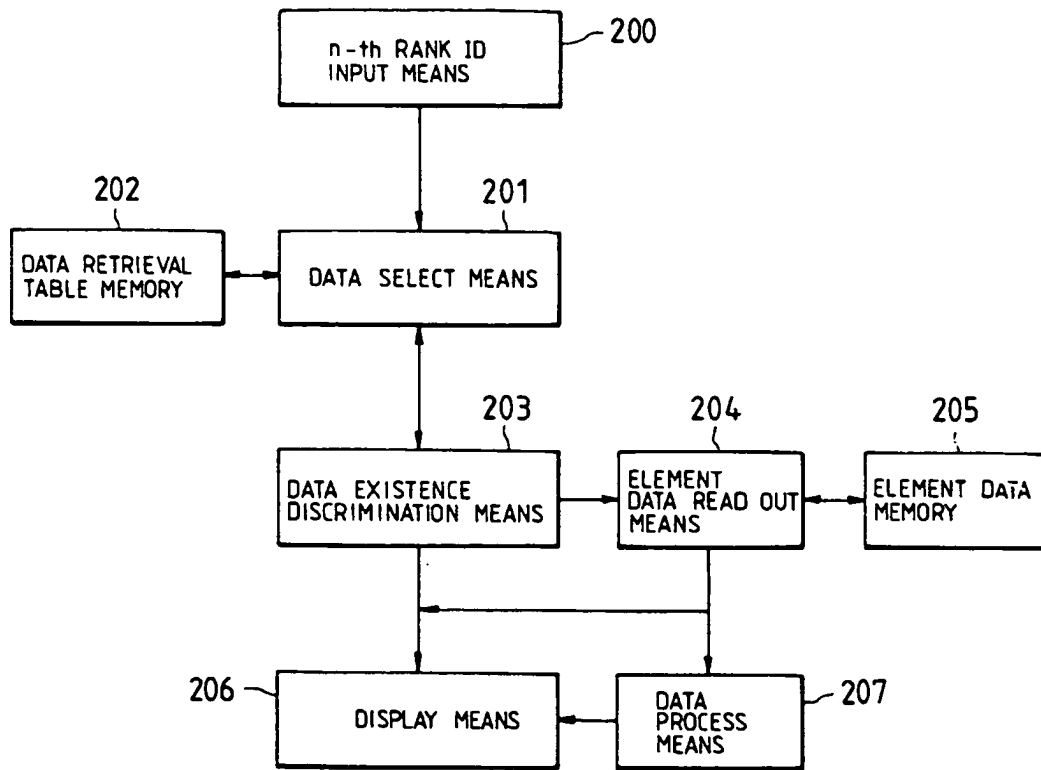 n-th RANK ID
INPUT MEANS
200
202
201
DATA RETRIEVAL
TABLE MEMORY
DATA SELECT MEANS
203
204
205
DATA EXISTENCE
DISCRIMINATION MEANS
ELEMENT
DATA READ OUT
MEANS
ELEMENT DATA
MEMORY
206
DISPLAY MEANS
DATA
PROCESS
MEANS
207